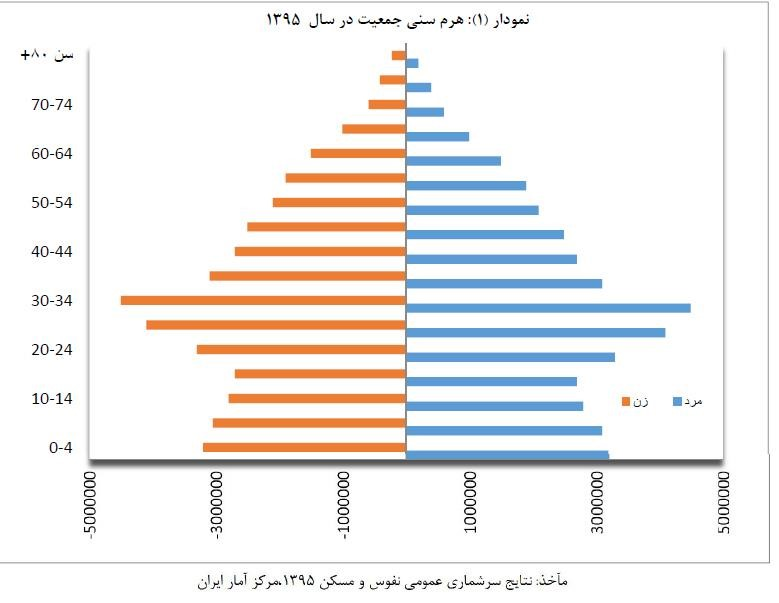 نمودار (۱): هرم سنی جمعیت در سال ۱۳۹۵
سن ۸۰+
70-74
60-64
50-54
40-44
30-34
20-24
10-14
0-4
مرد
زن
-5000000
-3000000
-1000000
1000000
3000000
5000000
مآخذ: نتایج سرشماری عمومی نفوس و مسکن ۱۳۹۵،مرکز آمار ایران